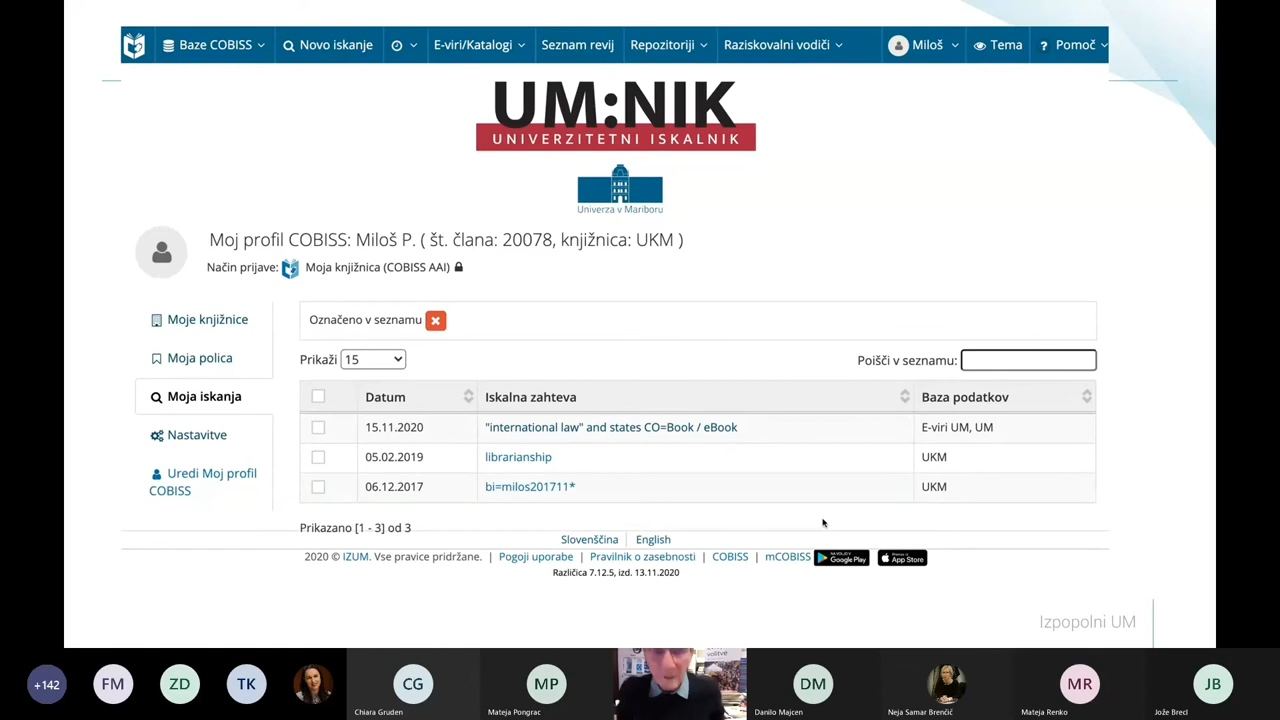 Baze COBISS Novo iskanje E-viri/Katalogi Seznam revij Repozitoriji Raziskovalni vodiči Miloš Tema ? Pomoč
UM:NIK
UNIVERZITETNI ISKALNIK
Univerza v Mariboru
Moj profil COBISS: Miloš P. ( št. člana: 20078, knjižnica: UKM )
Način prijave: Moja knjižnica (COBISS AAI)
Moje knjižnice
Moja polica
Moja iskanja
Nastavitve
Uredi Moj profil
COBISS
Označeno v seznamu
Prikaži 15 Poišči v seznamu:
Datum Iskalna zahteva Baza podatkov
15.11.2020 "international law" and states CO=Book / eBook E-viri UM, UM
05.02.2019 librarianship UKM
06.12.2017 bi=milos201711* UKM
Prikazano [1 - 3] od 3
Slovenščina English
2020 © IZUM. Vse pravice pridržane. | Pogoji uporabe | Pravilnik o zasebnosti | COBISS | mCOBISS Google Play App Store
Različica 7.12.5, izd. 13.11.2020
Izpopolni UM
volitve
+142 FM ZD TK CG MP DM MR JB
Chiara Gruden Mateja Pongrac Danilo Majcen Neja Samar Brenčič Mateja Renko Jože Brecl